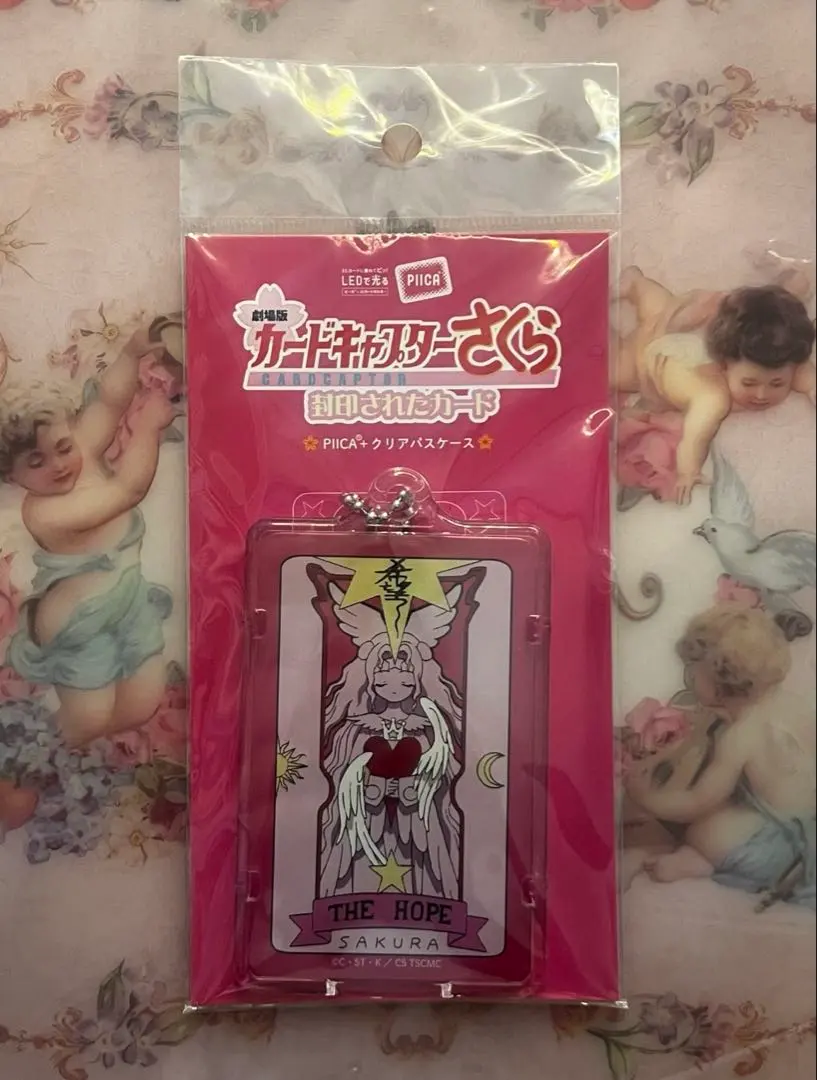 ICカードに重ねてピッ!
LEDで光る
PIICA
劇場版
カードキャプターさくら
CARDCAPTOR
封印されたカード
PIICA®+クリアパスケース
希望
THE HOPE
SAKURA
©C・ST・K/CS TSCMC